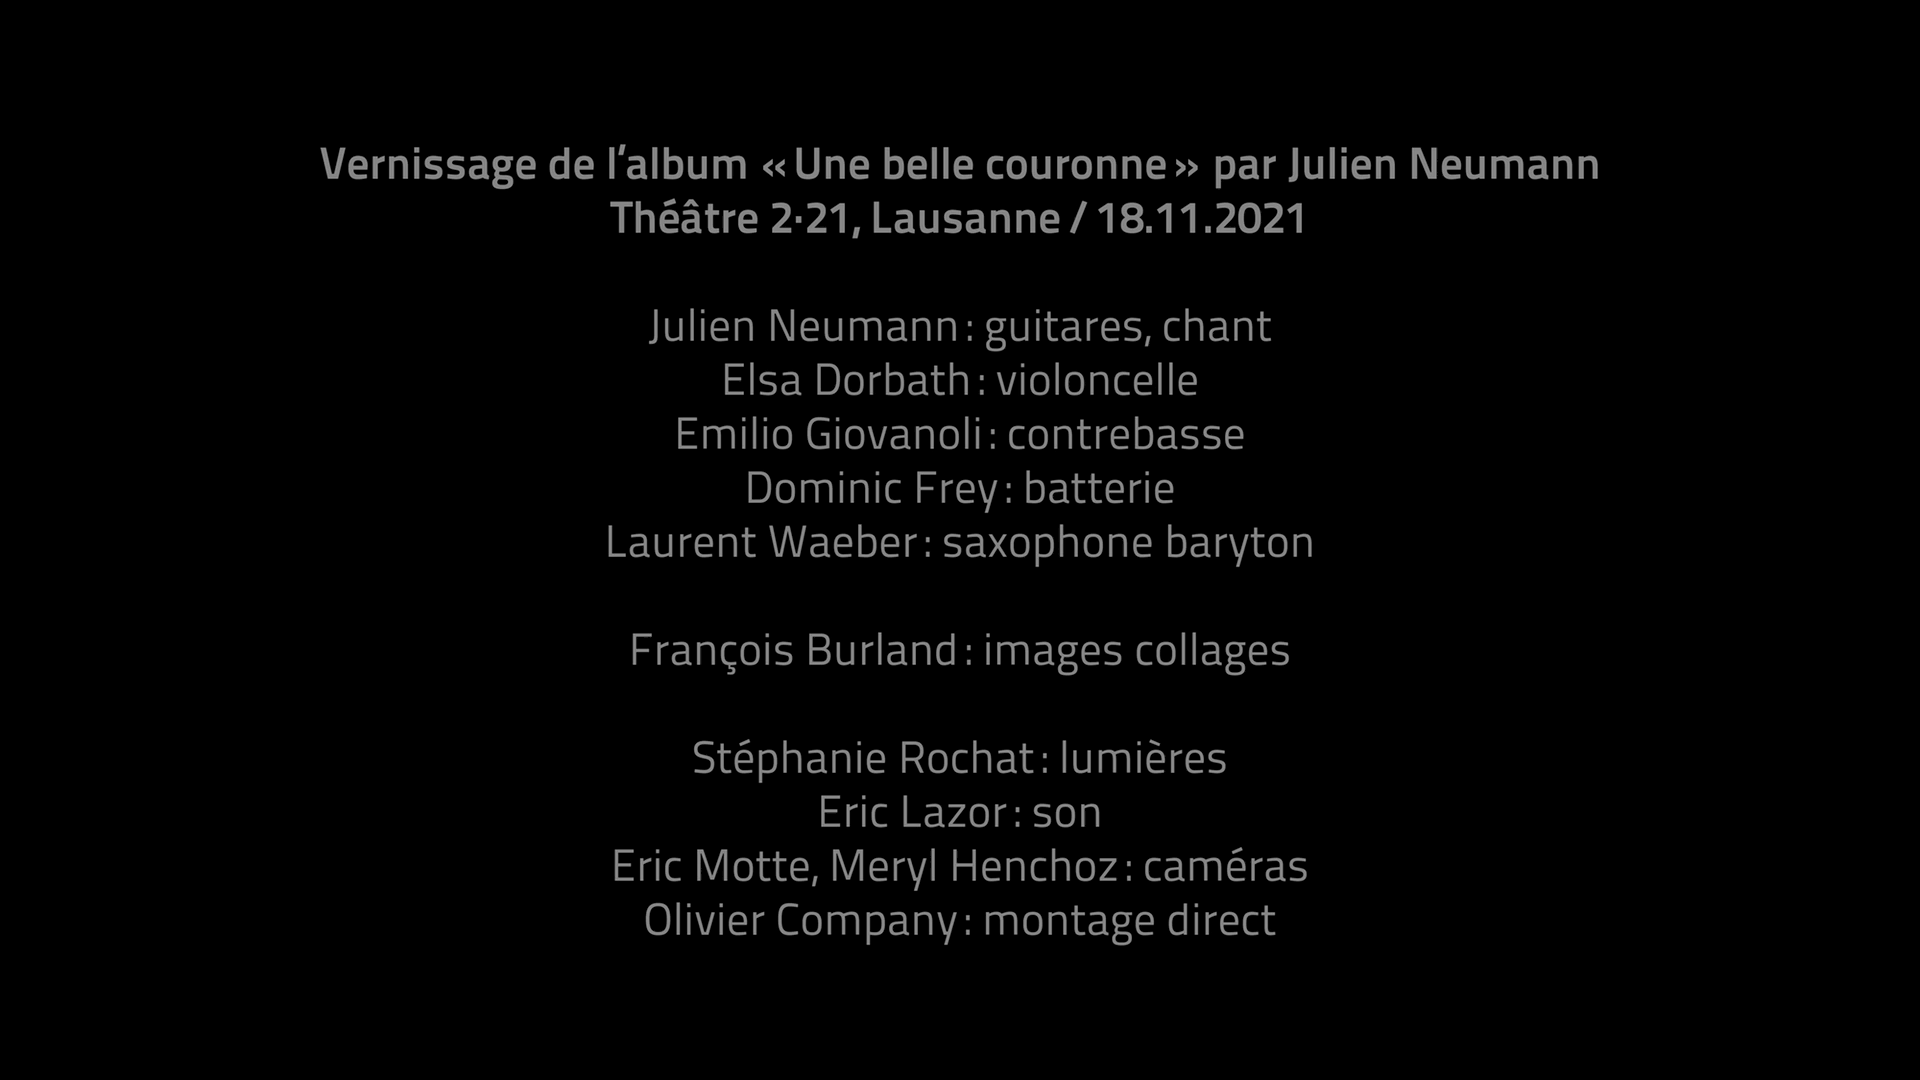 Vernissage de l’album «Une belle couronne» par Julien Neumann
Théâtre 2·21, Lausanne / 18.11.2021
Julien Neumann : guitares, chant
Elsa Dorbath : violoncelle
Emilio Giovanoli : contrebasse
Dominic Frey : batterie
Laurent Waeber : saxophone baryton
François Burland : images collages
Stéphanie Rochat : lumières
Eric Lazor : son
Eric Motte, Meryl Henchoz : caméras
Olivier Company : montage direct